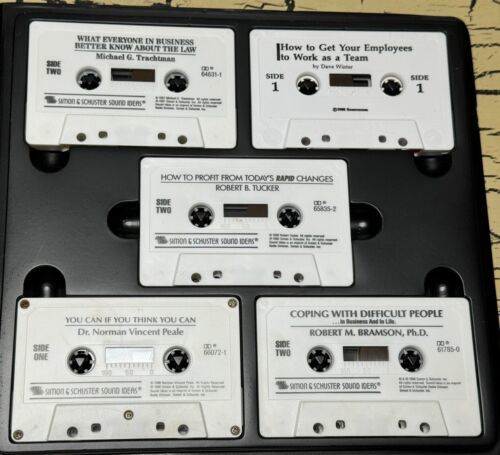 WHAT EVERYONE IN BUSINESS
BETTER KNOW ABOUT THE LAW
Michael G. Trachtman
SIDE
TWO
64631-1
SIMON & SCHUSTER SOUND IDEAS®
How to Get Your Employees
to Work as a Team
by Dave Winter
SIDE
1
SIDE
1
HOW TO PROFIT FROM TODAY'S RAPID CHANGES
ROBERT B. TUCKER
SIDE
TWO
65835-2
SIMON & SCHUSTER SOUND IDEAS®
YOU CAN IF YOU THINK YOU CAN
Dr. Norman Vincent Peale
SIDE
ONE
66072-1
100 50 0
SIMON & SCHUSTER SOUND IDEAS®
COPING WITH DIFFICULT PEOPLE
...In Business And In Life.
ROBERT M. BRAMSON, Ph.D.
SIDE
TWO
61785-0
SIMON & SCHUSTER SOUND IDEAS®